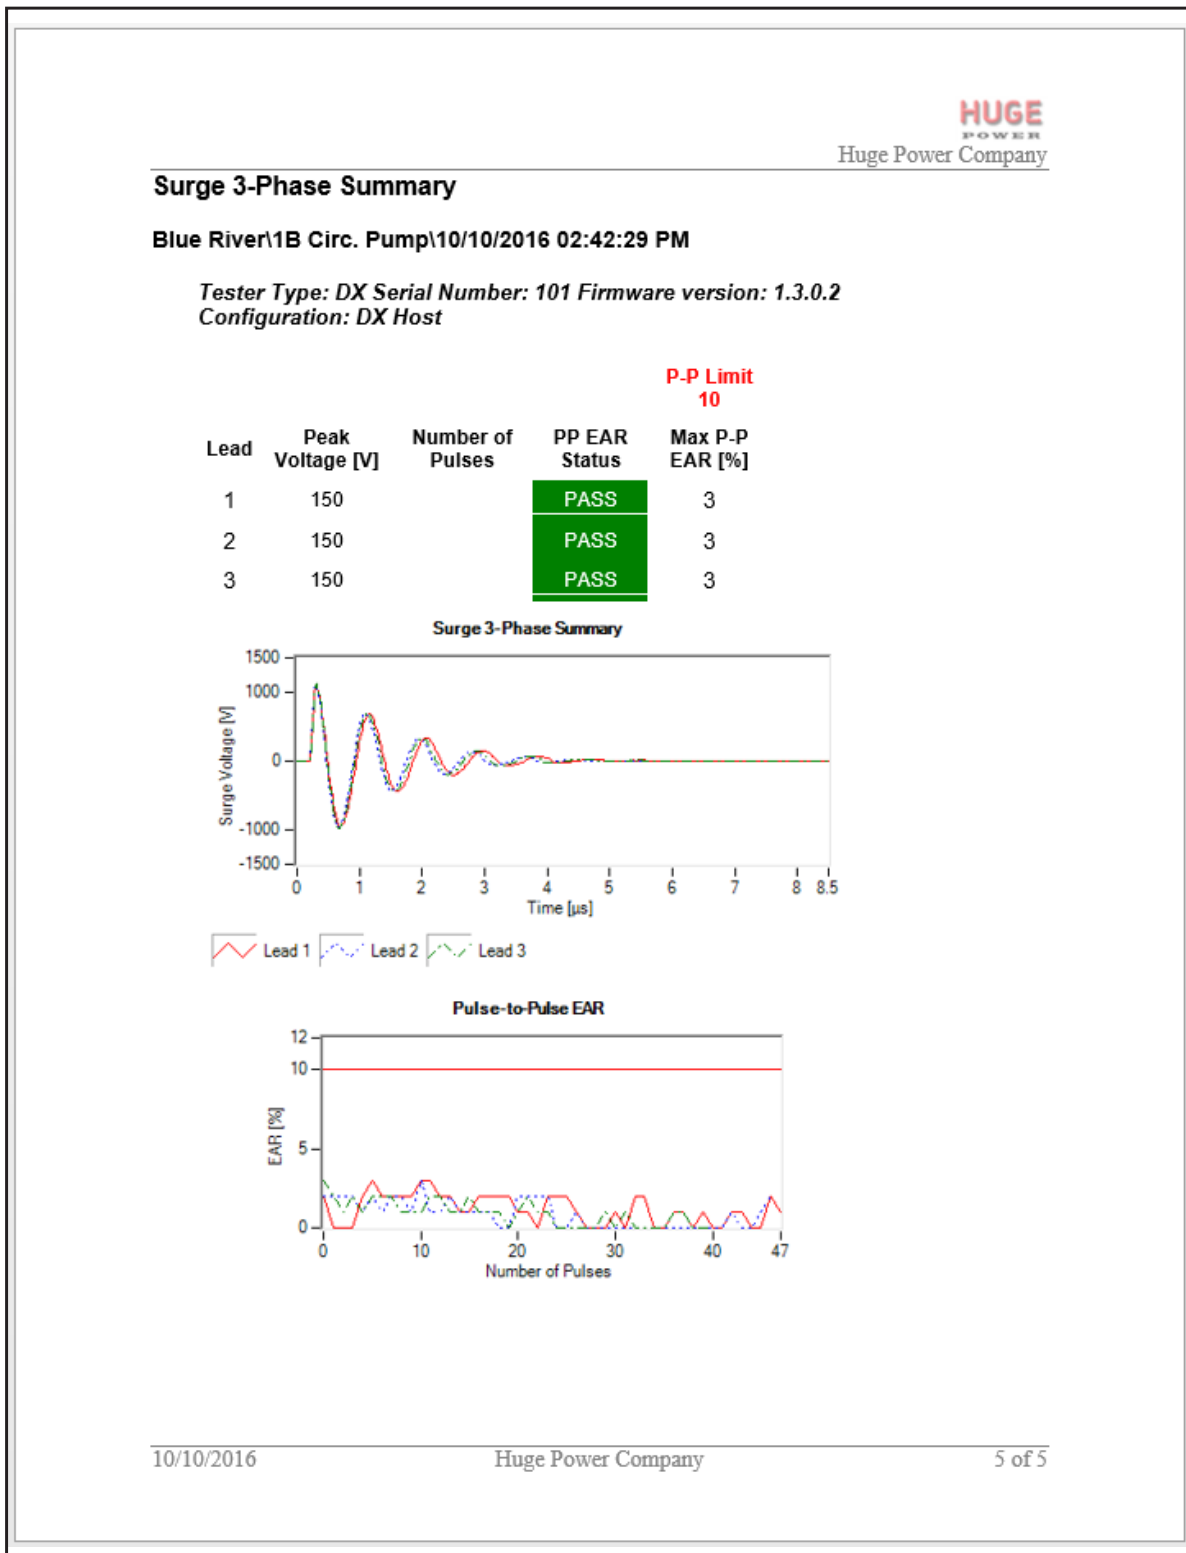 HUGE
POWER
Huge Power Company
Surge 3-Phase Summary
Blue River\1B Circ. Pump\10/10/2016 02:42:29 PM
Tester Type: DX Serial Number: 101 Firmware version: 1.3.0.2
Configuration: DX Host
P-P Limit
10
Lead Peak Voltage [V] Number of Pulses PP EAR Status Max P-P EAR [%]
1 150 PASS 3
2 150 PASS 3
3 150 PASS 3
Surge 3-Phase Summary
Surge Voltage [V]
1500
1000
0
-1000
-1500
0 1 2 3 4 5 6 7 8 8.5
Time [µs]
Lead 1 Lead 2 Lead 3
Pulse-to-Pulse EAR
EAR [%]
12
10
5
0
0 10 20 30 40 47
Number of Pulses
10/10/2016 Huge Power Company 5 of 5